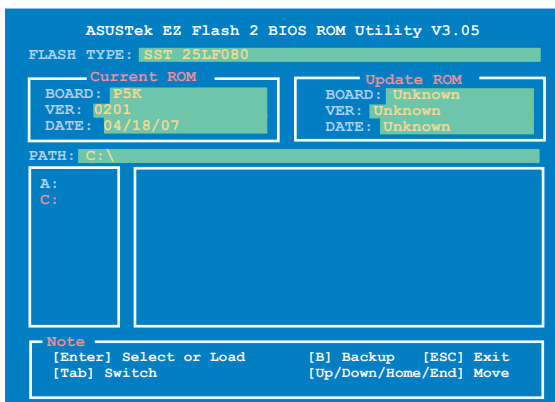 ASUSTek EZ Flash 2 BIOS ROM Utility V3.05
FLASH TYPE: SST 25LF080
Current ROM
BOARD: P5K
VER: 0201
DATE: 04/18/07
Update ROM
BOARD: Unknown
VER: Unknown
DATE: Unknown
PATH: C:\
A:
C:
Note
[Enter] Select or Load [B] Backup [ESC] Exit
[Tab] Switch [Up/Down/Home/End] Move